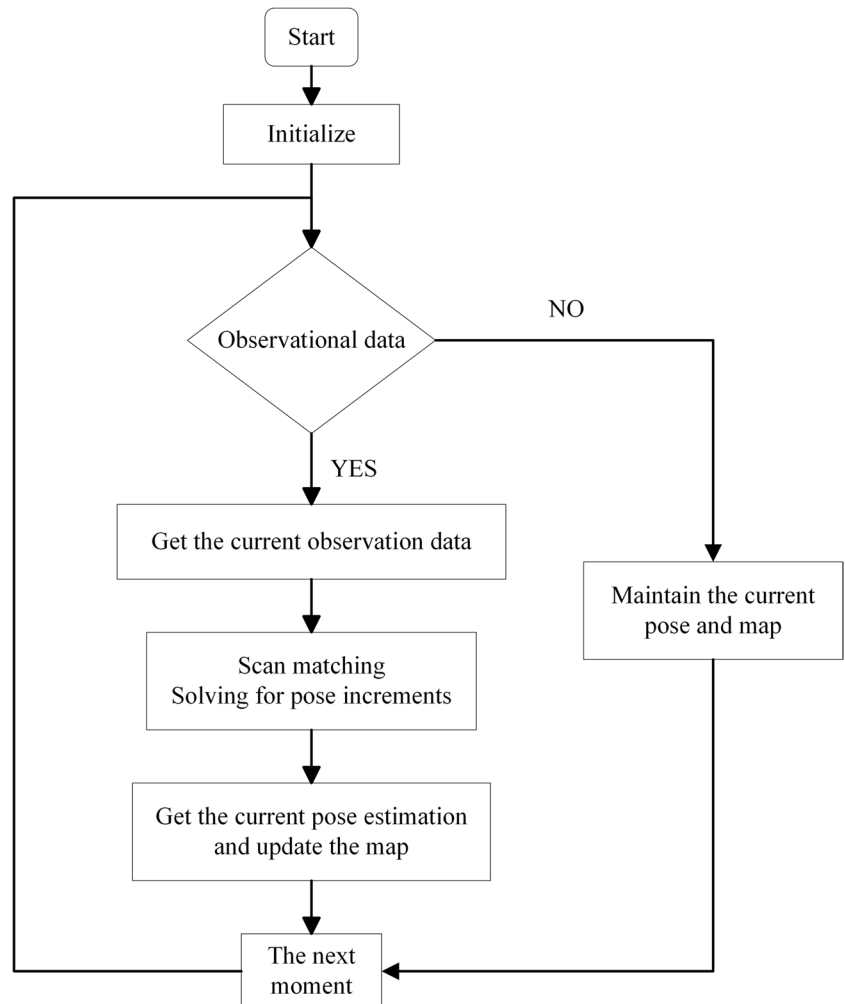 Start
Initialize
Observational data
NO
YES
Get the current observation data
Maintain the current
pose and map
Scan matching
Solving for pose increments
Get the current pose estimation
and update the map
The next
moment